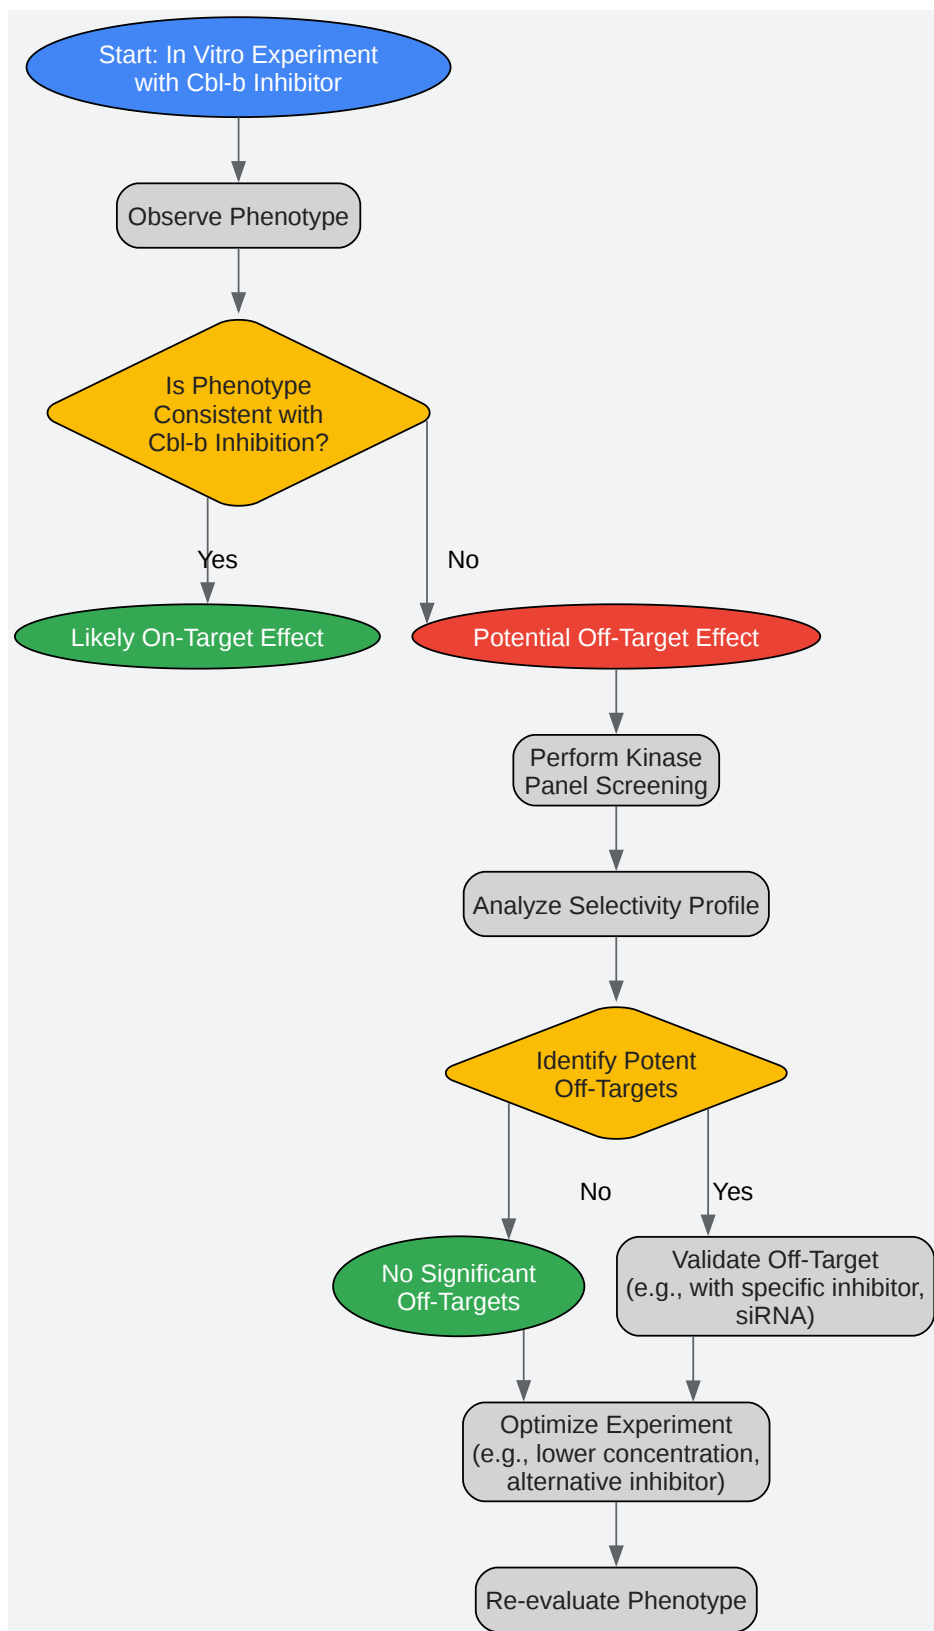 Start: In Vitro Experiment
with Cbl-b Inhibitor
Observe Phenotype
Is Phenotype
Consistent with
Cbl-b Inhibition?
Yes
No
Likely On-Target Effect
Potential Off-Target Effect
Perform Kinase
Panel Screening
Analyze Selectivity Profile
Identify Potent
Off-Targets
No
Yes
No Significant
Off-Targets
Validate Off-Target
(e.g., with specific inhibitor,
siRNA)
Optimize Experiment
(e.g., lower concentration,
alternative inhibitor)
Re-evaluate Phenotype